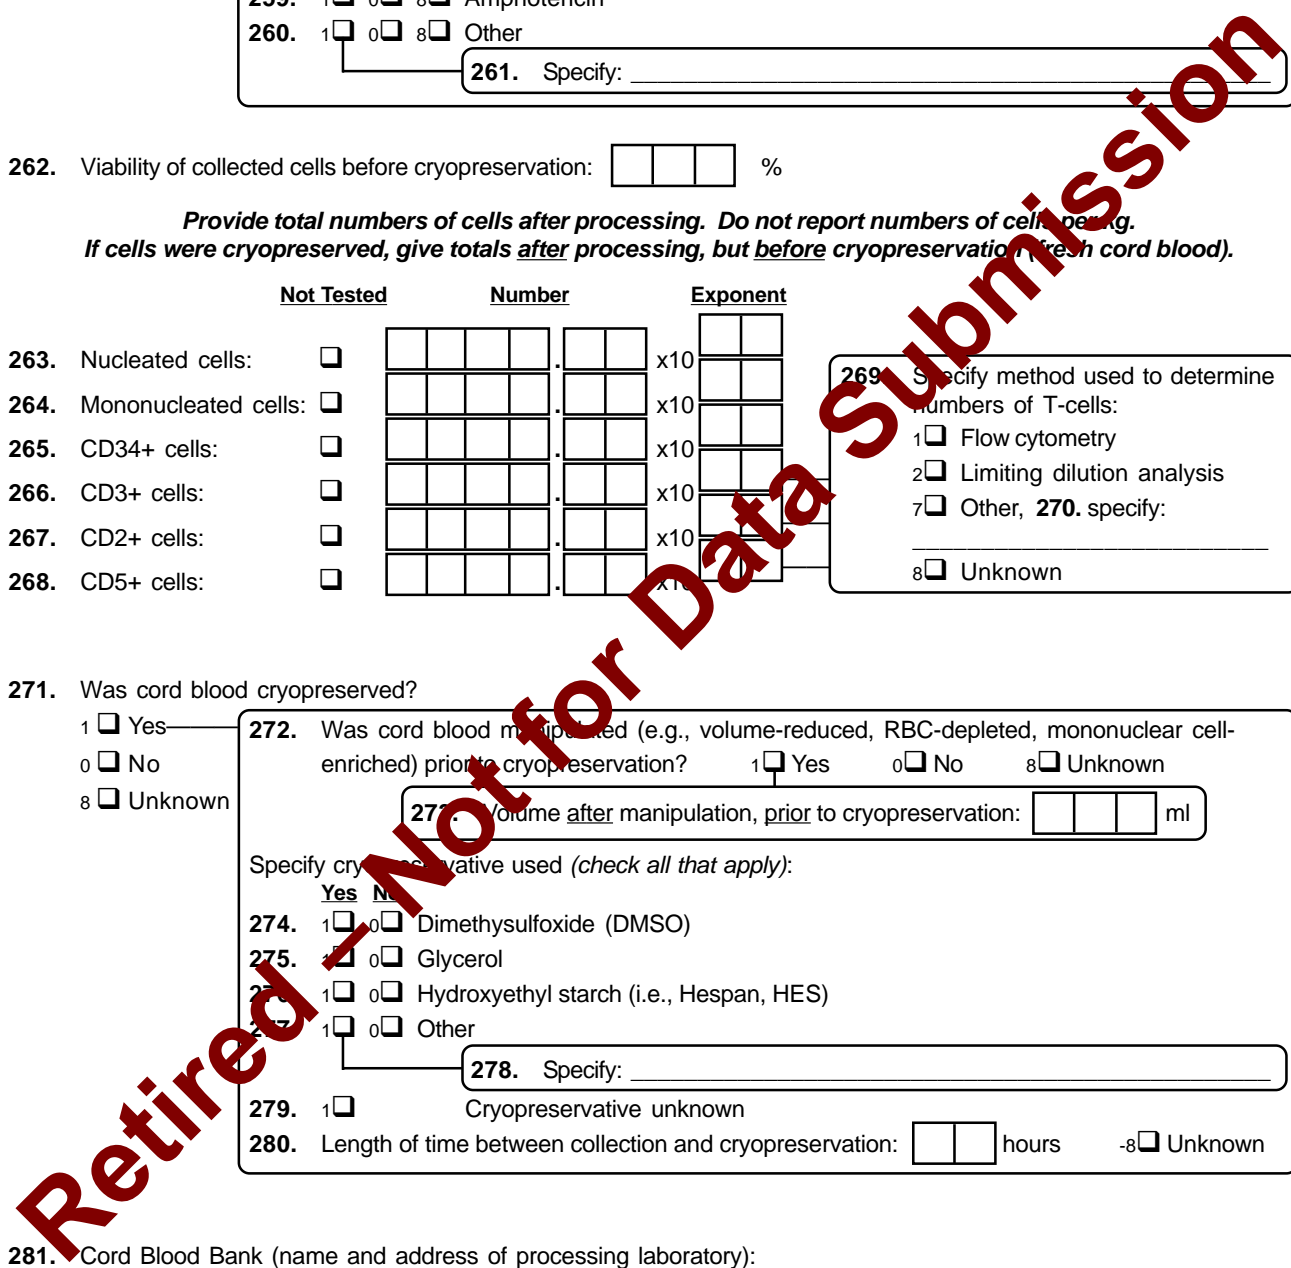 259. 1❑ 0❑ 8❑ Amphotericin
260. 1❑ 0❑ 8❑ Other
261. Specify:
262. Viability of collected cells before cryopreservation: %
Provide total numbers of cells after processing. Do not report numbers of cells per kg.
If cells were cryopreserved, give totals after processing, but before cryopreservation (fresh cord blood).
Not Tested Number Exponent
263. Nucleated cells: ❑ . x10
264. Mononucleated cells: ❑ . x10
265. CD34+ cells: ❑ . x10
266. CD3+ cells: ❑ . x10
267. CD2+ cells: ❑ . x10
268. CD5+ cells: ❑ . x10
269. Specify method used to determine
numbers of T-cells:
1❑ Flow cytometry
2❑ Limiting dilution analysis
7❑ Other, 270. specify:
8❑ Unknown
271. Was cord blood cryopreserved?
1 ❑ Yes
0 ❑ No
8 ❑ Unknown
272. Was cord blood manipulated (e.g., volume-reduced, RBC-depleted, mononuclear cell-
enriched) prior to cryopreservation? 1❑ Yes 0❑ No 8❑ Unknown
273. Volume after manipulation, prior to cryopreservation: ml
Specify cryopreservative used (check all that apply):
Yes No
274. 1❑ 0❑ Dimethysulfoxide (DMSO)
275. 1❑ 0❑ Glycerol
276. 1❑ 0❑ Hydroxyethyl starch (i.e., Hespan, HES)
277. 1❑ 0❑ Other
278. Specify:
279. 1❑ Cryopreservative unknown
280. Length of time between collection and cryopreservation: hours -8❑ Unknown
281. Cord Blood Bank (name and address of processing laboratory):
Retired – Not for Data Submission